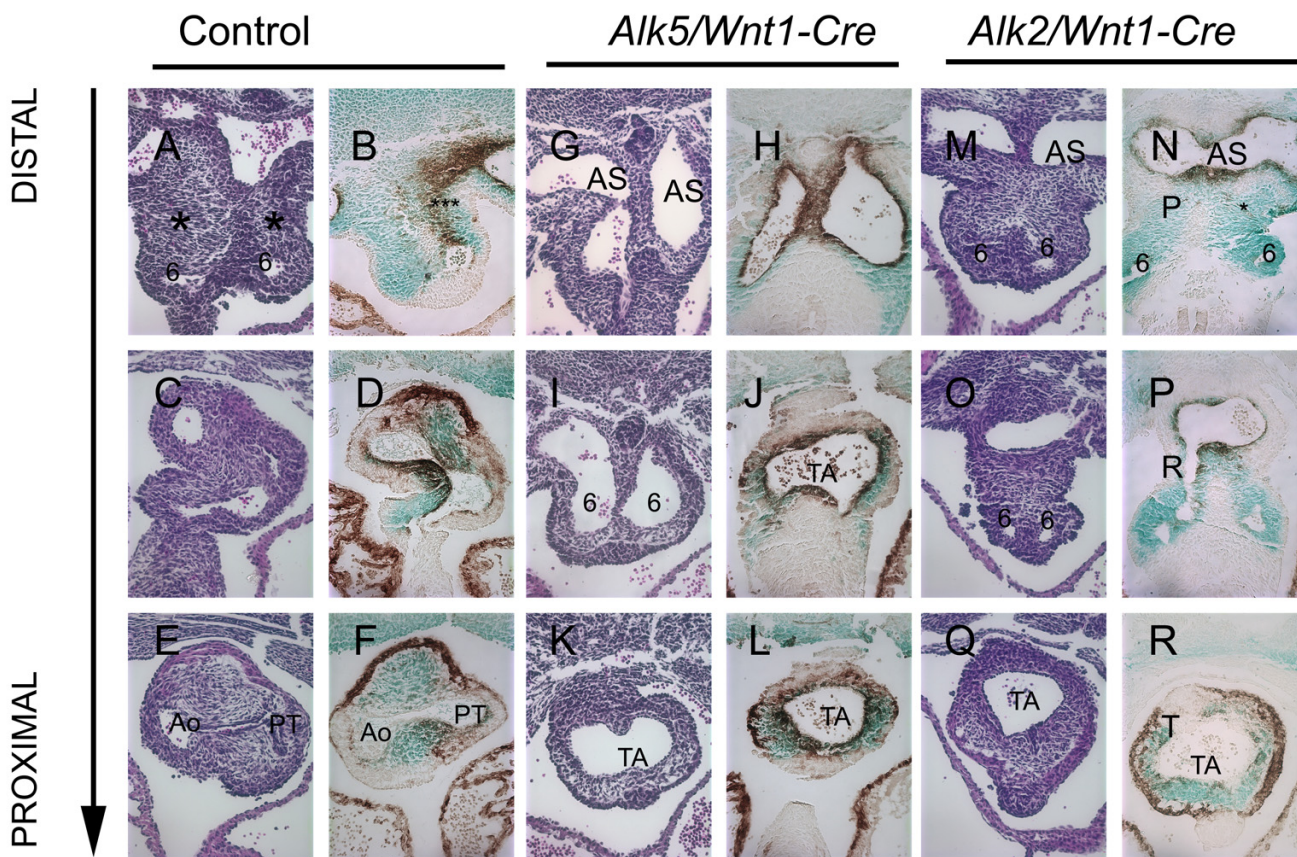 Control Alk5/Wnt1-Cre Alk2/Wnt1-Cre
DISTAL
A B G H M N
AS AS AS AS
* * *** P *
6 6 6 6 6 6
C D I J O P
TA R
6 6 6 6
PROXIMAL
E F K L Q R
Ao PT Ao PT TA TA TA T TA